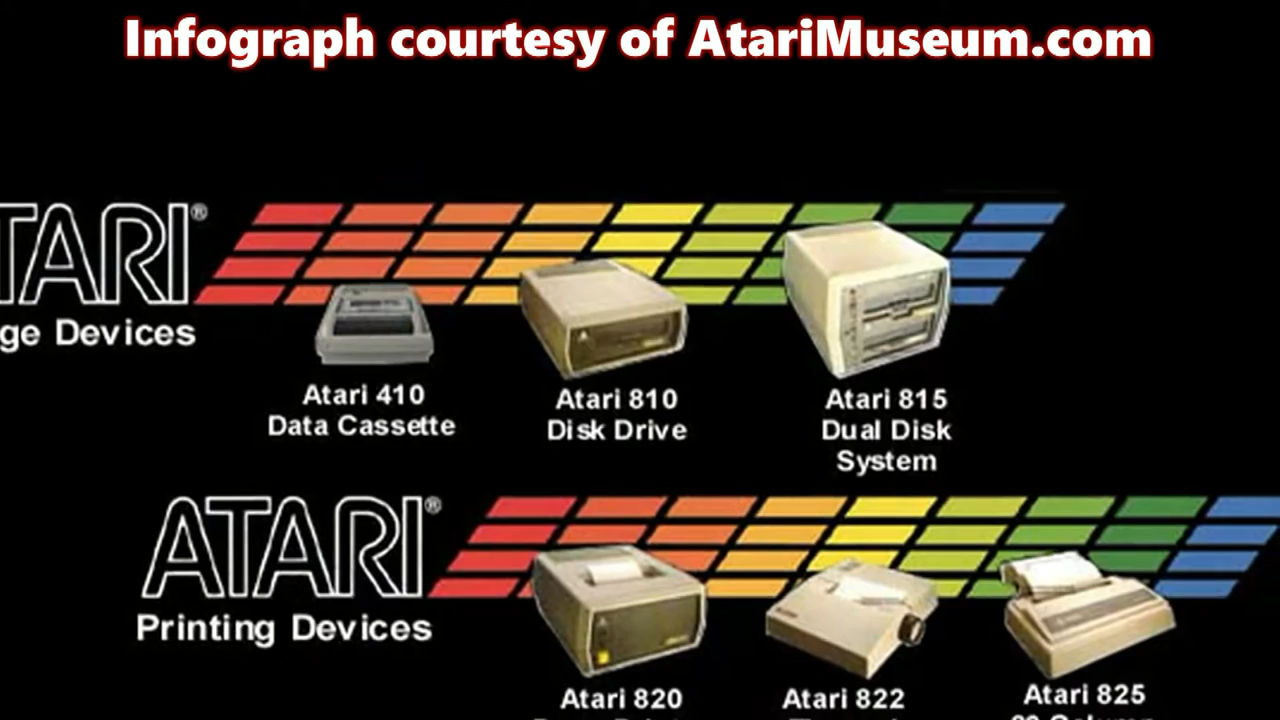 Infograph courtesy of AtariMuseum.com
TARI®
ge Devices
Atari 410
Data Cassette
Atari 810
Disk Drive
Atari 815
Dual Disk
System
ATARI®
Printing Devices
Atari 820
Atari 822
Atari 825